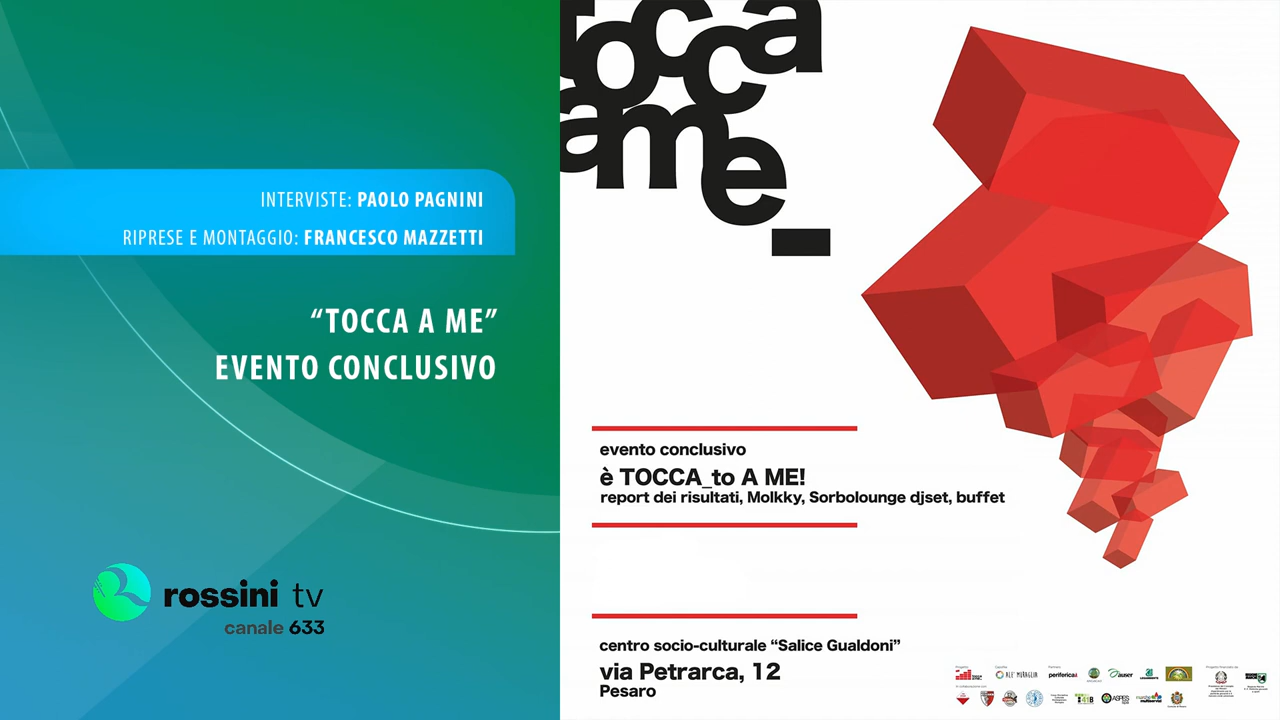 INTERVISTE: PAOLO PAGNINI
RIPRESE E MONTAGGIO: FRANCESCO MAZZETTI
“TOCCA A ME”
EVENTO CONCLUSIVO
rossini tv
canale 633
tocca
a me_
evento conclusivo
è TOCCA_to A ME!
report dei risultati, Molkky, Sorbolounge djset, buffet
centro socio-culturale “Salice Gualdoni”
via Petrarca, 12
Pesaro
periferica
auser
ASPES